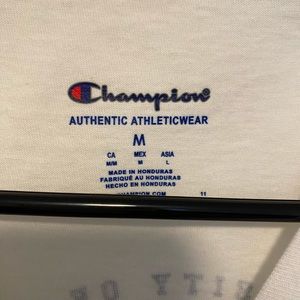 Champion
AUTHENTIC ATHLETICWEAR
M
CA MEX ASIA
M/M M L
MADE IN HONDURAS
FABRIQUÉ AU HONDURAS
HECHO EN HONDURAS
11